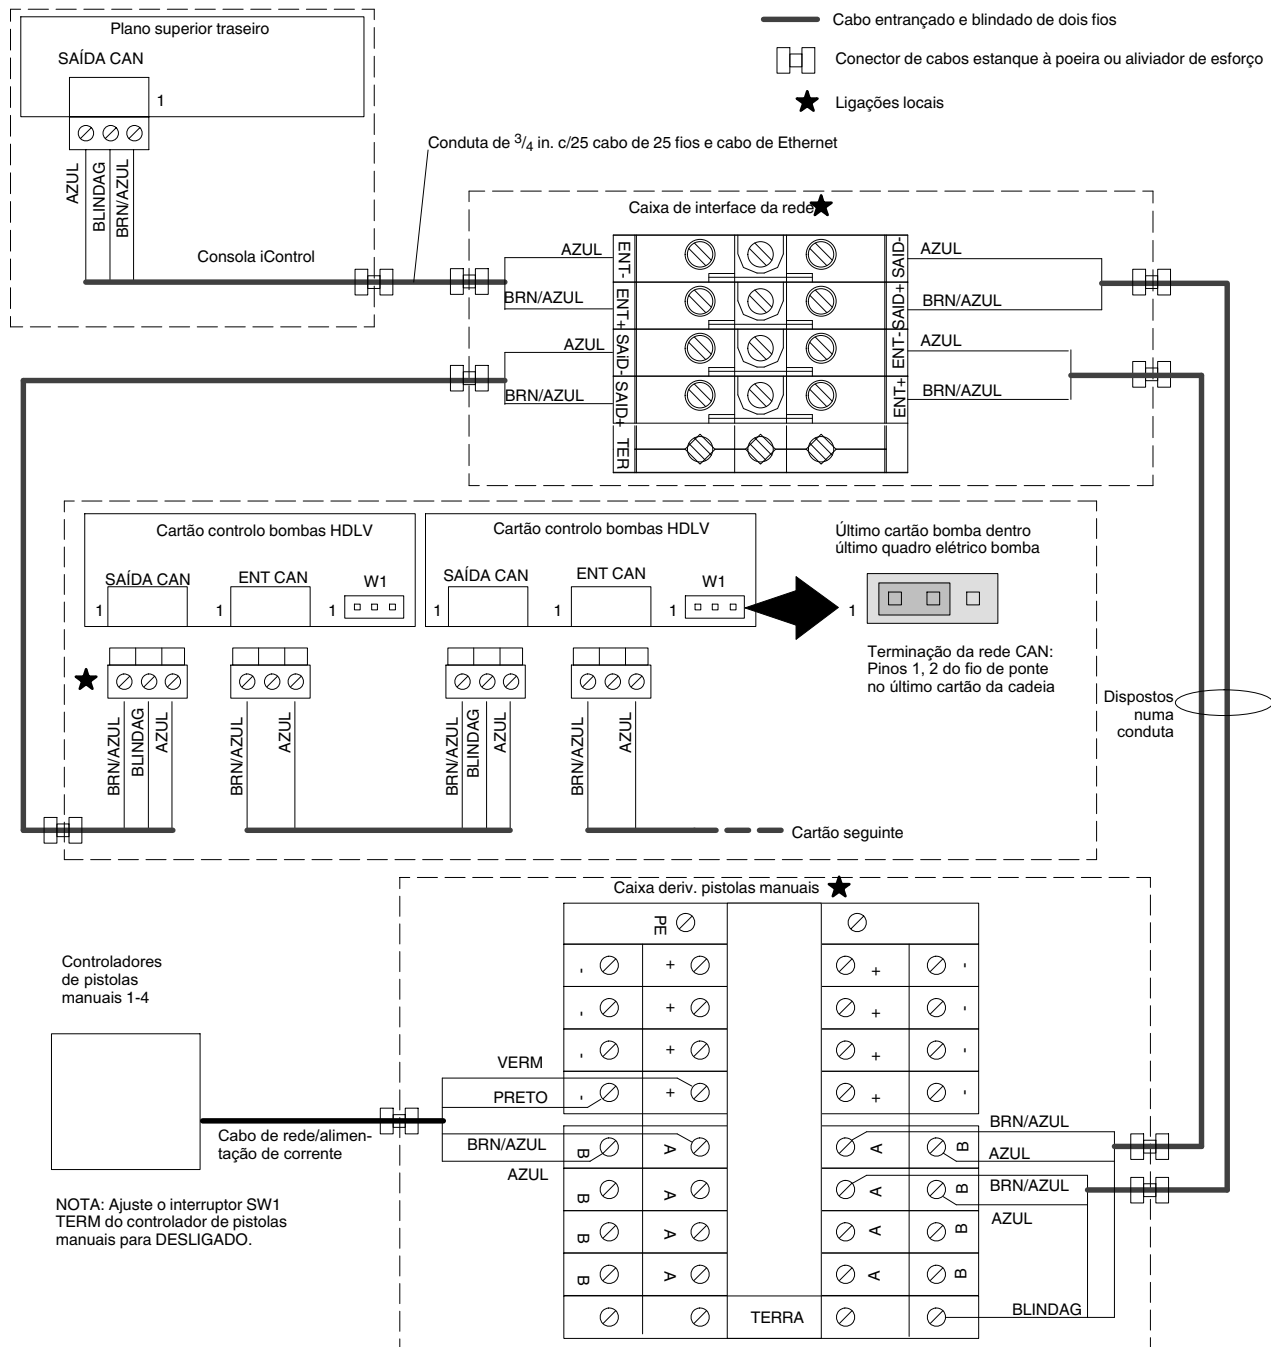 Plano superior traseiro
SAÍDA CAN
1
AZUL
BLINDAG
BRN/AZUL
Consola iControl
Cabo entrançado e blindado de dois fios
Conector de cabos estanque à poeira ou aliviador de esforço
Ligações locais
Conduta de 3/4 in. c/25 cabo de 25 fios e cabo de Ethernet
Caixa de interface da rede
AZUL
BRN/AZUL
AZUL
BRN/AZUL
ENT-
ENT+
SAID-
SAID+
TER
SAID-
SAID+
ENT-
ENT+
AZUL
BRN/AZUL
AZUL
BRN/AZUL
Cartão controlo bombas HDLV
SAÍDA CAN
ENT CAN
W1
1
1
1
Cartão controlo bombas HDLV
SAÍDA CAN
ENT CAN
W1
1
1
1
Último cartão bomba dentro
último quadro elétrico bomba
1
Terminação da rede CAN:
Pinos 1, 2 do fio de ponte
no último cartão da cadeia
BRN/AZUL
BLINDAG
AZUL
BRN/AZUL
AZUL
BRN/AZUL
BLINDAG
AZUL
BRN/AZUL
AZUL
Cartão seguinte
Dispostos
numa
conduta
Caixa deriv. pistolas manuais
PE
- + + -
- + + -
- + + -
- + + -
B A A B
B A A B
B A A B
B A A B
TERRA
Controladores
de pistolas
manuais 1-4
VERM
PRETO
BRN/AZUL
AZUL
Cabo de rede/alimen-
tação de corrente
BRN/AZUL
AZUL
BRN/AZUL
AZUL
BLINDAG
NOTA: Ajuste o interruptor SW1
TERM do controlador de pistolas
manuais para DESLIGADO.